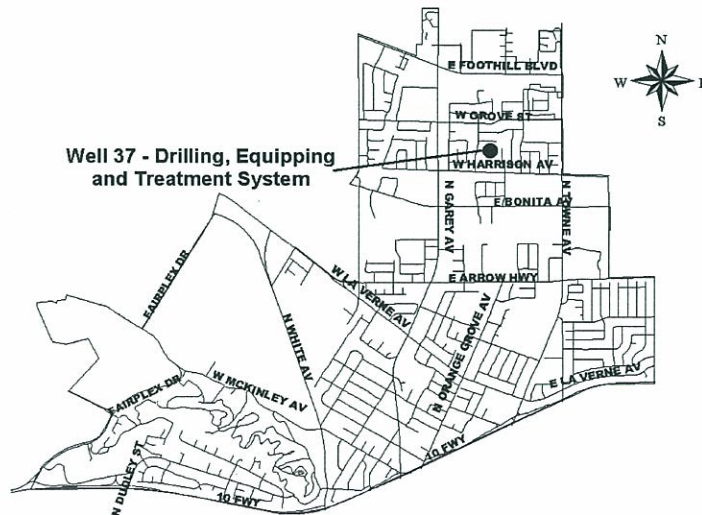 E FOOTHILL BLVD
N
W
E
S
W GROVE ST
Well 37 - Drilling, Equipping
and Treatment System
W HARRISON AV
E BONITA AV
N GAREY AV
N TOWNE AV
E ARROW HWY
FAIRPLEX DR
W LA VERNE AV
N WHITE AV
N ORANGE GROVE AV
E LA VERNE AV
W MCKINLEY AV
FAIRPLEX DR
10 FWY
N DUDLEY ST
10 FWY